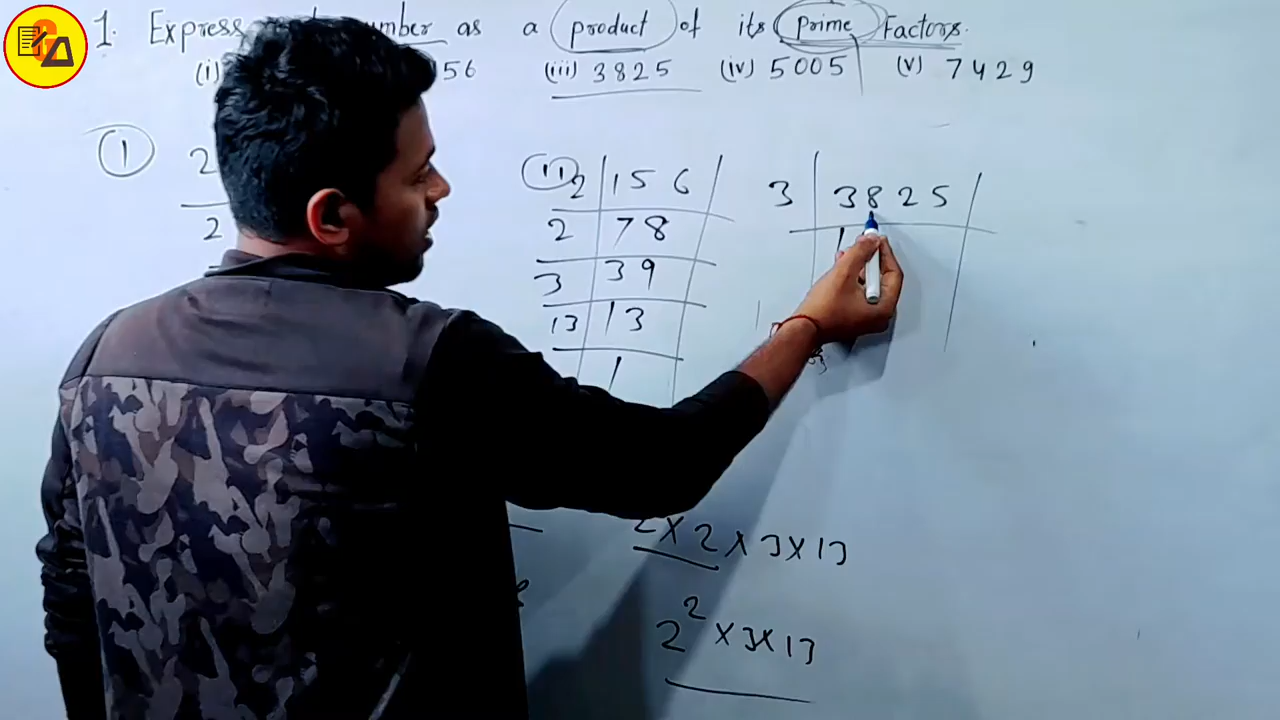 1. Express number as a product of its Prime Factors.
(i) 56 (iii) 3825 (iv) 5005 (v) 7429
1
2
2
(ii)
2 156
2 78
3 39
13 13
1
3 3825
1
2 X 2 X 3 X 13
2² X 3 X 13